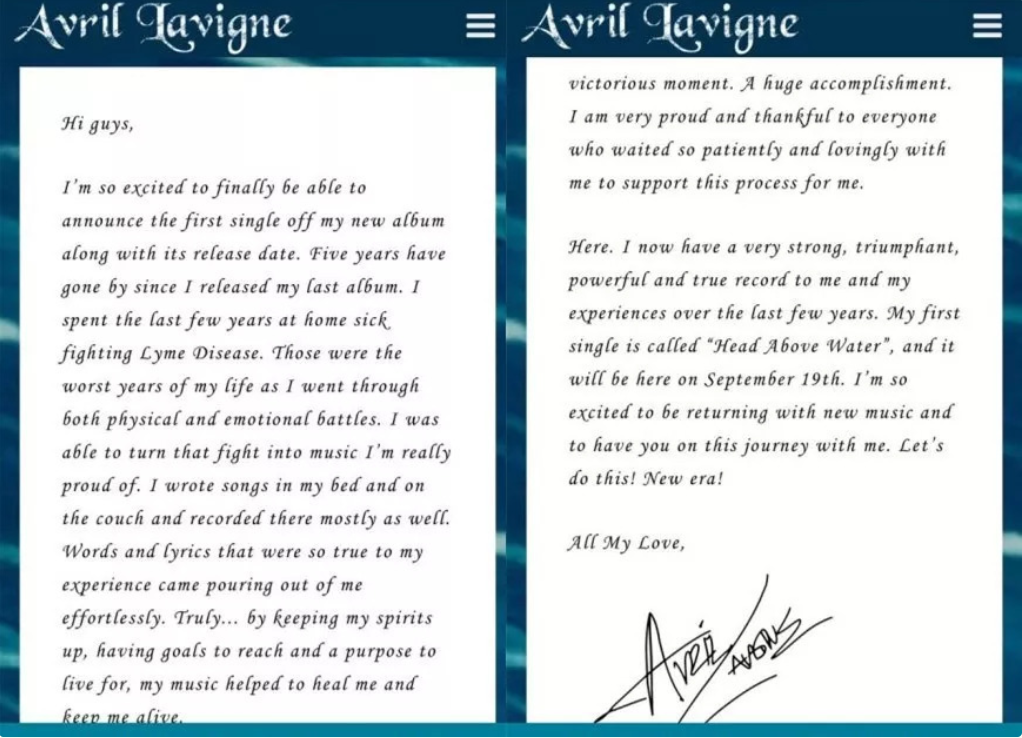 Avril Lavigne
Hi guys,
I'm so excited to finally be able to
announce the first single off my new album
along with its release date. Five years have
gone by since I released my last album. I
spent the last few years at home sick
fighting Lyme Disease. Those were the
worst years of my life as I went through
both physical and emotional battles. I was
able to turn that fight into music I'm really
proud of. I wrote songs in my bed and on
the couch and recorded there mostly as well.
Words and lyrics that were so true to my
experience came pouring out of me
effortlessly. Truly... by keeping my spirits
up, having goals to reach and a purpose to
live for, my music helped to heal me and
keep me alive.
Avril Lavigne
victorious moment. A huge accomplishment.
I am very proud and thankful to everyone
who waited so patiently and lovingly with
me to support this process for me.
Here. I now have a very strong, triumphant,
powerful and true record to me and my
experiences over the last few years. My first
single is called “Head Above Water”, and it
will be here on September 19th. I'm so
excited to be returning with new music and
to have you on this journey with me. Let's
do this! New era!
All My Love,
Avril Lavigne